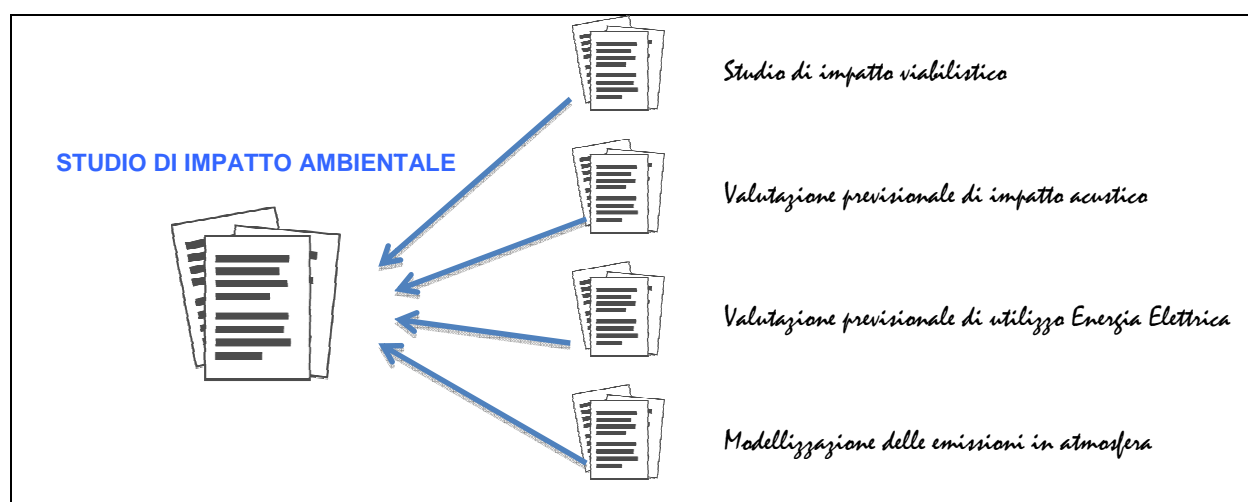 Studio di impatto viabilistico
STUDIO DI IMPATTO AMBIENTALE
Valutazione previsionale di impatto acustico
Valutazione previsionale di utilizzo Energia Elettrica
Modellizzazione delle emissioni in atmosfera